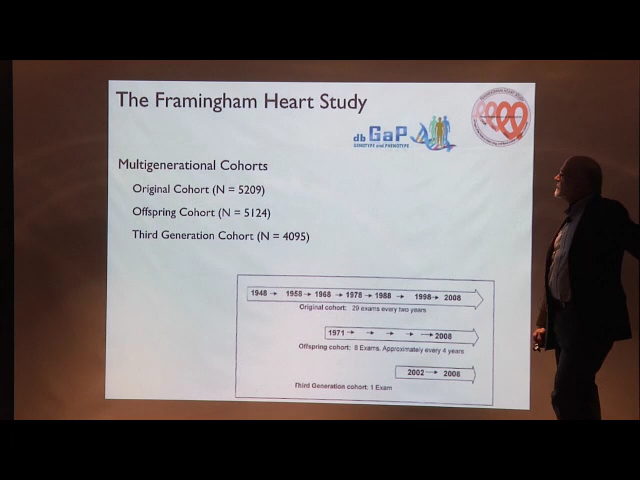 The Framingham Heart Study
db GaP
GENOTYPE and PHENOTYPE
Multigenerational Cohorts
Original Cohort (N = 5209)
Offspring Cohort (N = 5124)
Third Generation Cohort (N = 4095)
1948 → 1958 → 1968 → 1978 → 1988 → 1998 → 2008
Original cohort: 29 exams every two years
1971 → → → → → 2008
Offspring cohort: 8 Exams. Approximately every 4 years
2002 → 2008
Third Generation cohort: 1 Exam